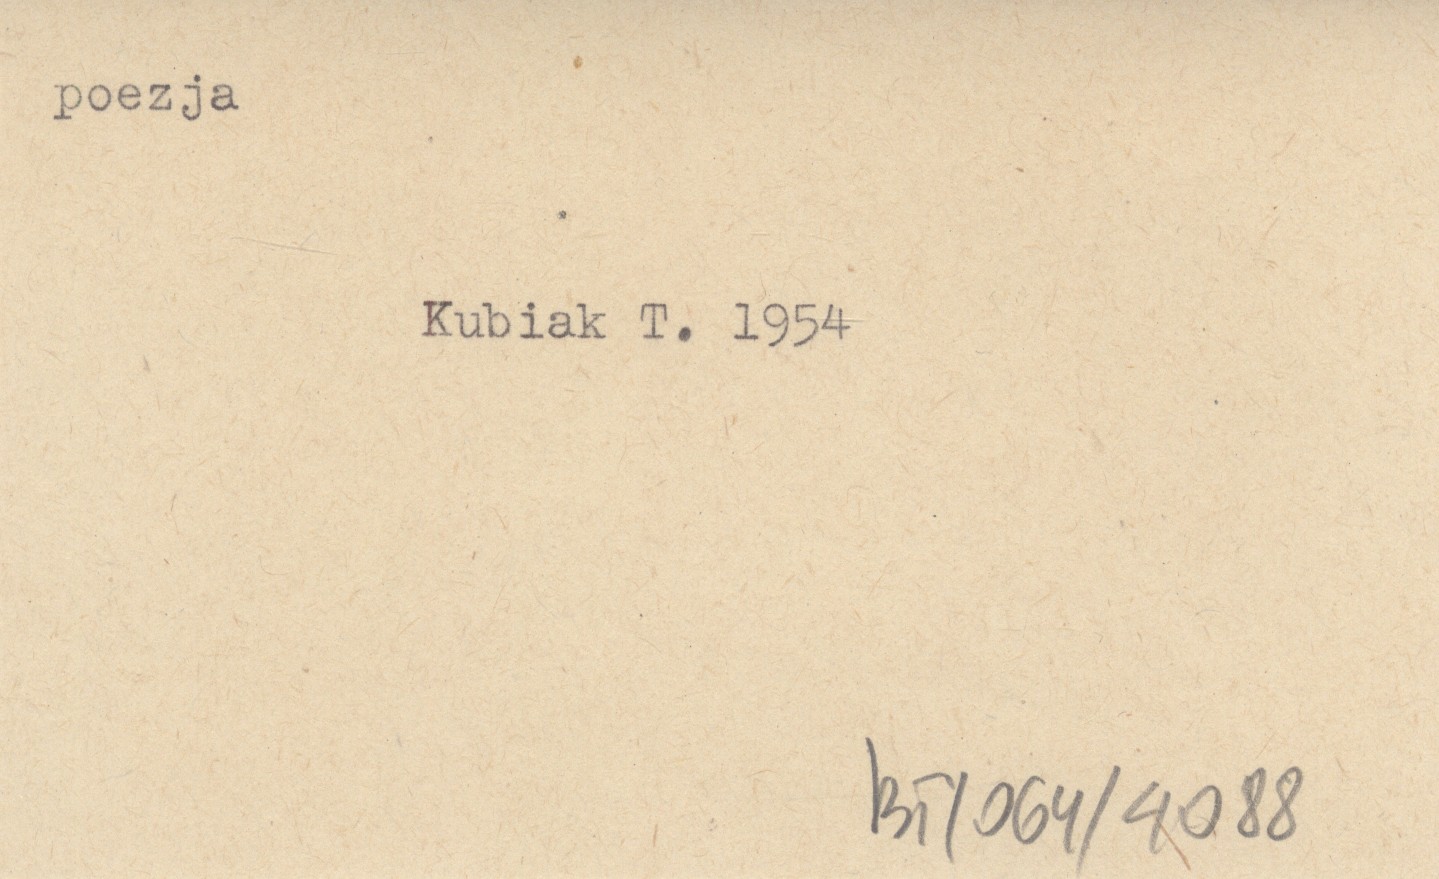 poezja
Kubiak T. 1954
BT/064/4088